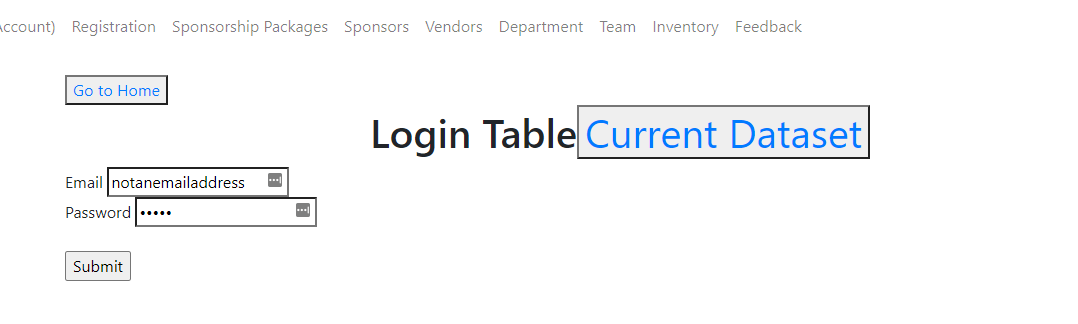 Account) Registration Sponsorship Packages Sponsors Vendors Department Team Inventory Feedback
Go to Home
Login Table Current Dataset
Email notanemailaddress
Password •••••
Submit